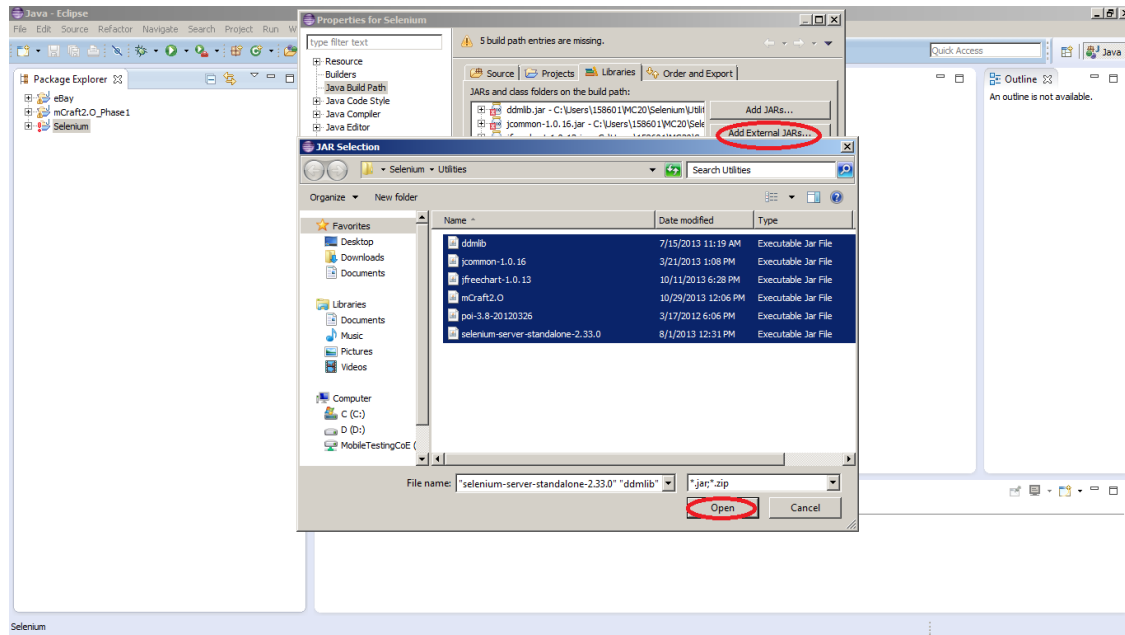 Java - Eclipse
File Edit Source Refactor Navigate Search Project Run W
Quick Access
Java
Package Explorer
eBay
mCraft2.O_Phase1
Selenium
Properties for Selenium
type filter text
Resource
Builders
Java Build Path
Java Code Style
Java Compiler
Java Editor
5 build path entries are missing.
Source Projects Libraries Order and Export
JARs and class folders on the build path:
ddmlib.jar - C:\Users\158601\MC20\Selenium\Utilit
jcommon-1.0.16.jar - C:\Users\158601\MC20\Sele
Add JARs...
Add External JARs...
Outline
An outline is not available.
JAR Selection
Selenium Utilities
Search Utilities
Organize New folder
Favorites
Desktop
Downloads
Documents
Libraries
Documents
Music
Pictures
Videos
Computer
C (C:)
D (D:)
MobileTestingCoE (
Name Date modified Type
ddmlib 7/15/2013 11:19 AM Executable Jar File
jcommon-1.0.16 3/21/2013 1:08 PM Executable Jar File
jfreechart-1.0.13 10/11/2013 6:28 PM Executable Jar File
mCraft2.O 10/29/2013 12:06 PM Executable Jar File
poi-3.8-20120326 3/17/2012 6:06 PM Executable Jar File
selenium-server-standalone-2.33.0 8/1/2013 12:31 PM Executable Jar File
File name: "selenium-server-standalone-2.33.0" "ddmlib" *.jar;*.zip
Open Cancel
Selenium